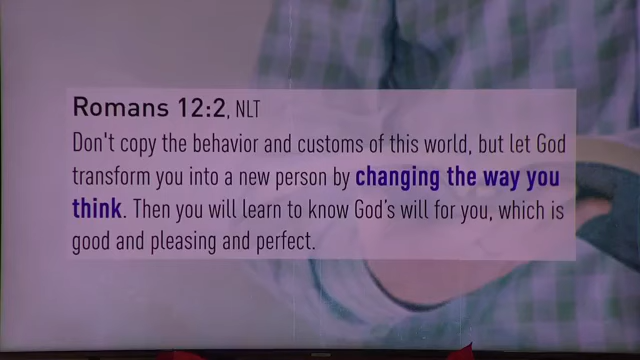 Romans 12:2, NLT
Don't copy the behavior and customs of this world, but let God
transform you into a new person by changing the way you
think. Then you will learn to know God's will for you, which is
good and pleasing and perfect.